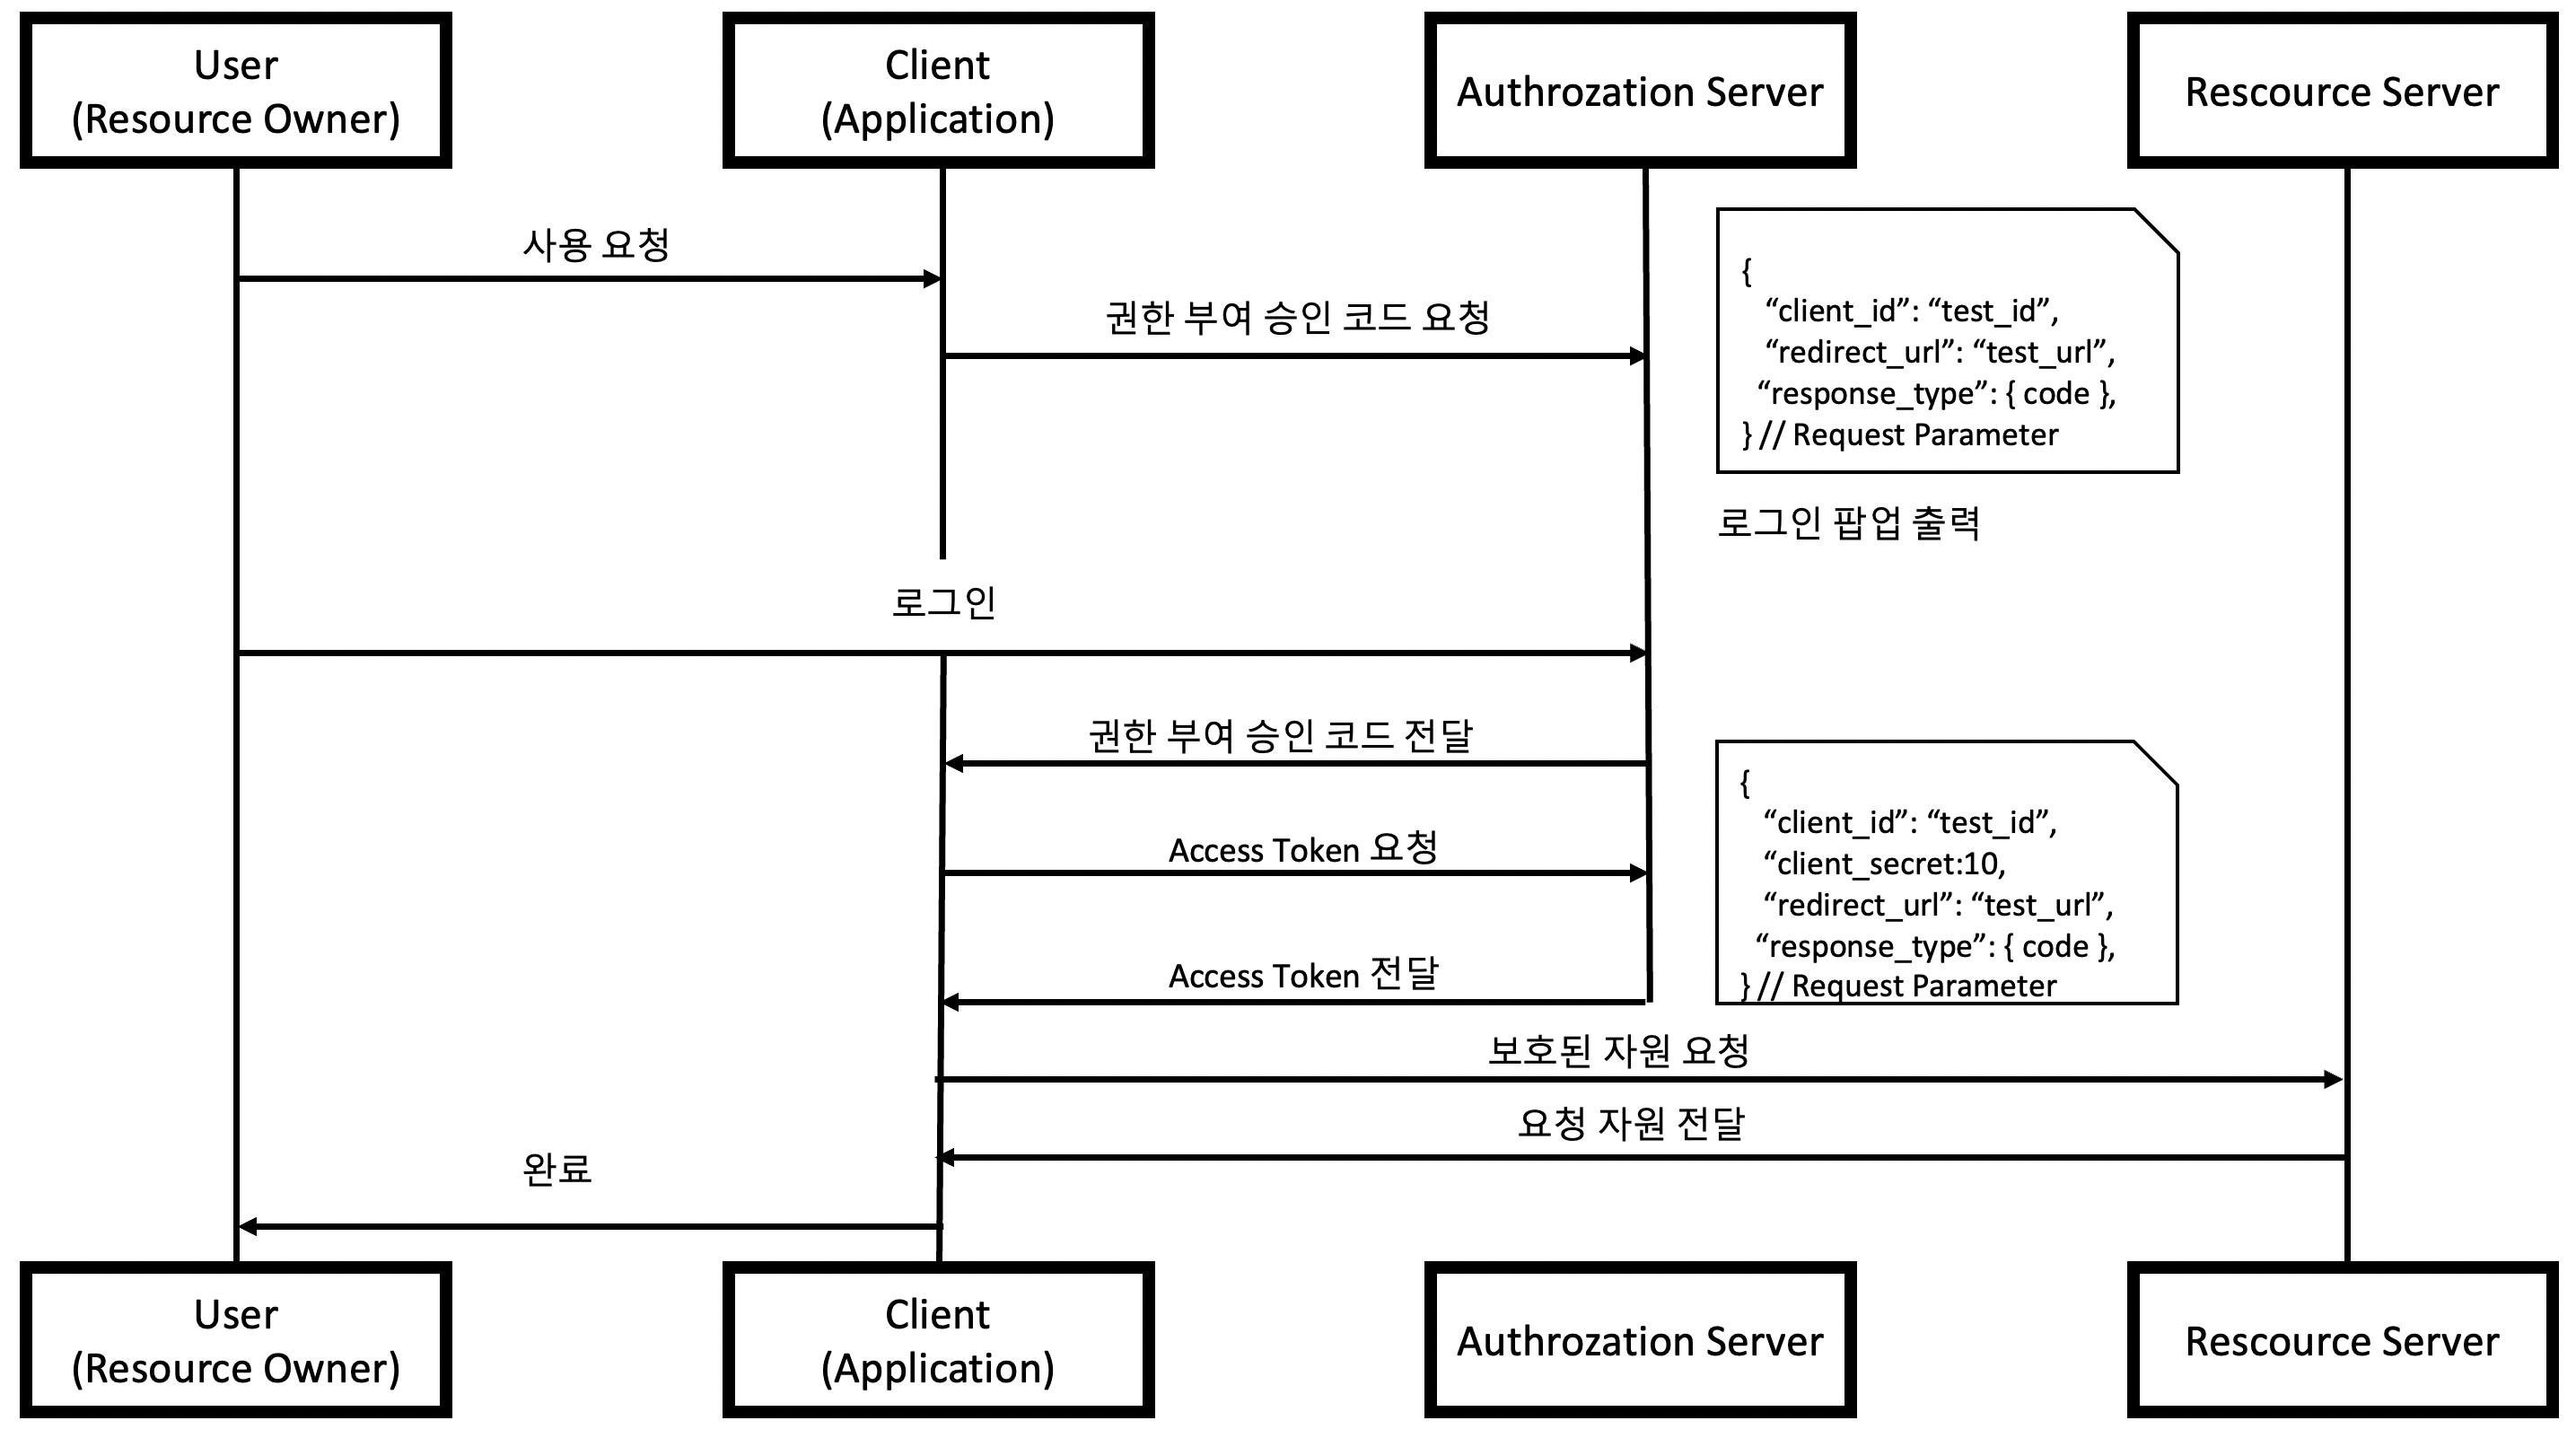 User
(Resource Owner)
Client
(Application)
Authrozation Server
Rescource Server
사용 요청
권한 부여 승인 코드 요청
{
“client_id”: “test_id”,
“redirect_url”: “test_url”,
“response_type”: { code },
} // Request Parameter
로그인 팝업 출력
로그인
권한 부여 승인 코드 전달
{
“client_id”: “test_id”,
“client_secret:10,
“redirect_url”: “test_url”,
“response_type”: { code },
} // Request Parameter
Access Token 요청
Access Token 전달
보호된 자원 요청
요청 자원 전달
완료
User
(Resource Owner)
Client
(Application)
Authrozation Server
Rescource Server